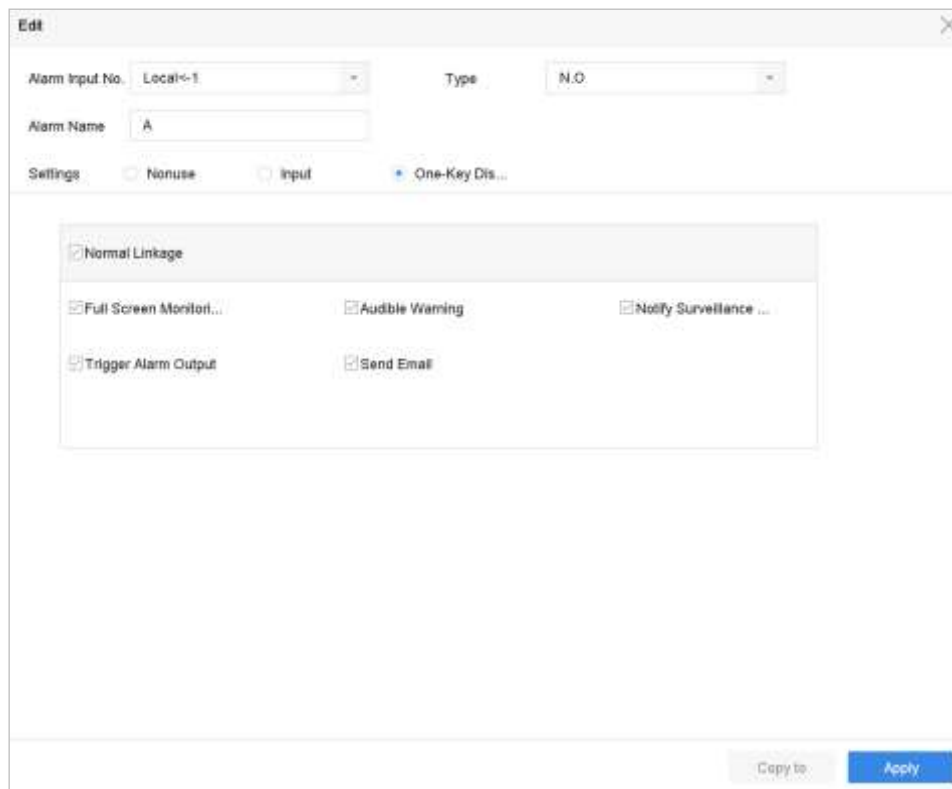 Edit
Alarm Input No. Local<-1 Type N.O
Alarm Name A
Settings Nonuse Input One-Key Dis...
Normal Linkage
Full Screen Monitori... Audible Warning Notify Surveillance ...
Trigger Alarm Output Send Email
Copy to Apply